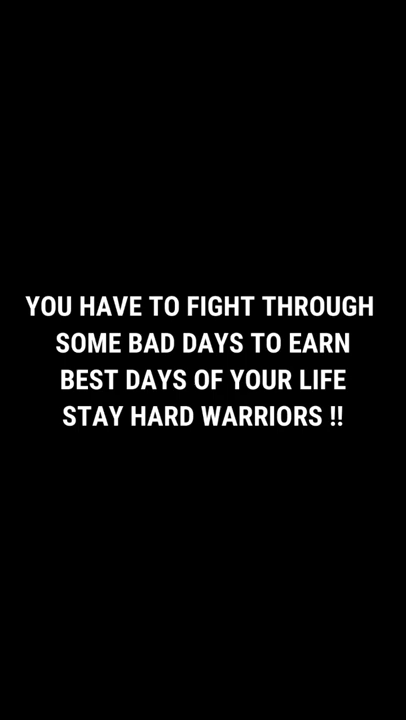 YOU HAVE TO FIGHT THROUGH
SOME BAD DAYS TO EARN
BEST DAYS OF YOUR LIFE
STAY HARD WARRIORS !!